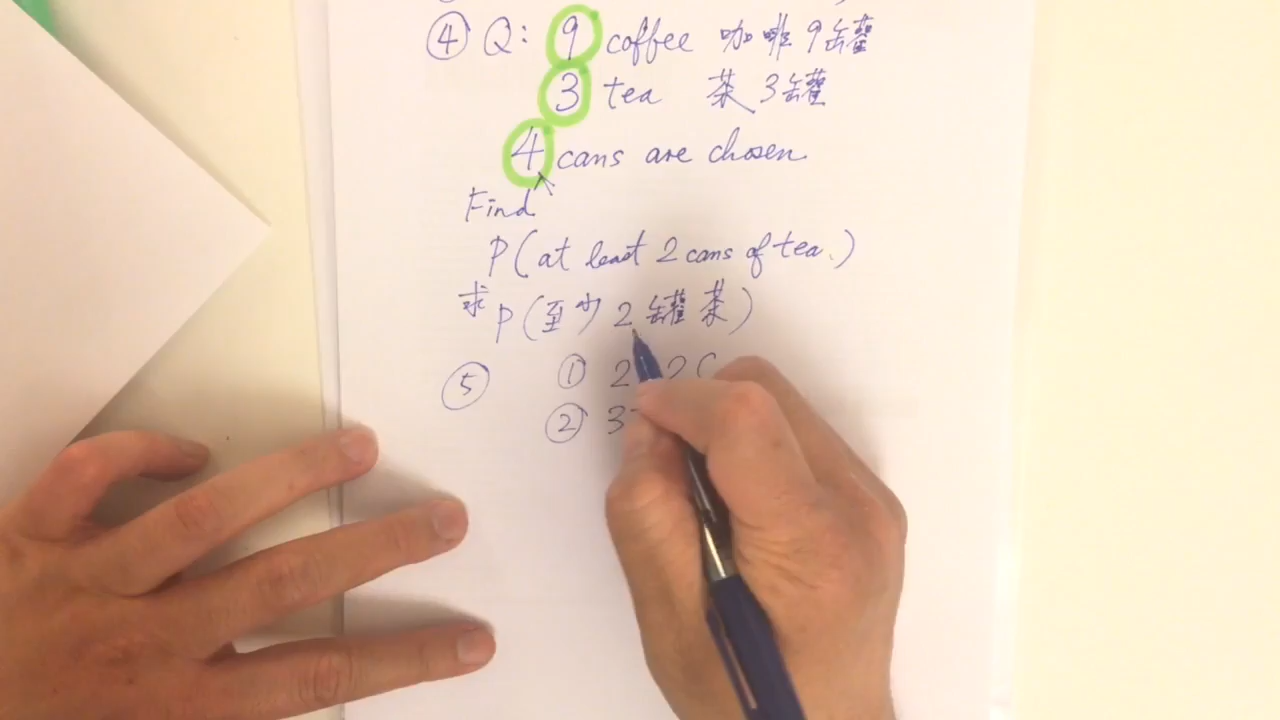 ④ Q: 9 coffee 咖啡 9罐
3 tea 茶 3罐
4 cans are chosen
Find
P(at least 2 cans of tea.)
求 P(至少2罐茶)
⑤ ① 2 2C
② 3